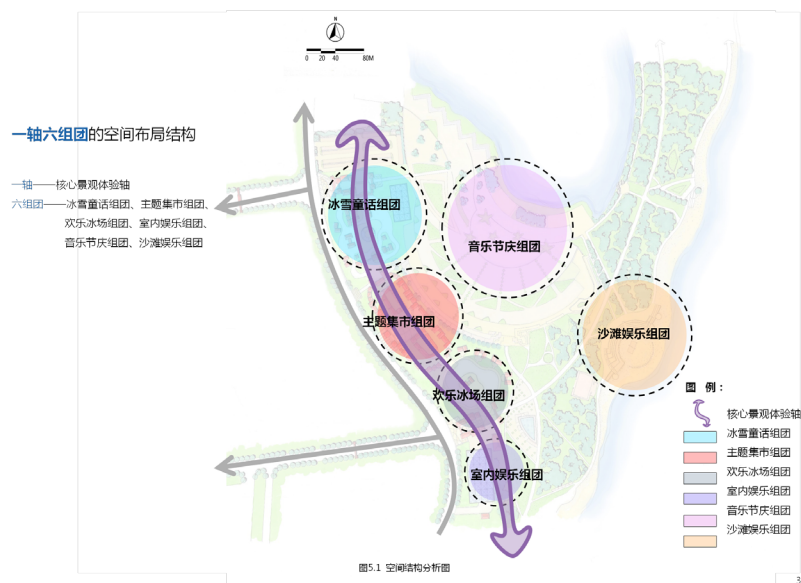 N
0 20 40 80M
一轴六组团的空间布局结构
一轴——核心景观体验轴
六组团——冰雪童话组团、主题集市组团、
欢乐冰场组团、室内娱乐组团、
音乐节庆组团、沙滩娱乐组团
冰雪童话组团
音乐节庆组团
主题集市组团
沙滩娱乐组团
欢乐冰场组团
室内娱乐组团
图 例：
核心景观体验轴
冰雪童话组团
主题集市组团
欢乐冰场组团
室内娱乐组团
音乐节庆组团
沙滩娱乐组团
图5.1 空间结构分析图